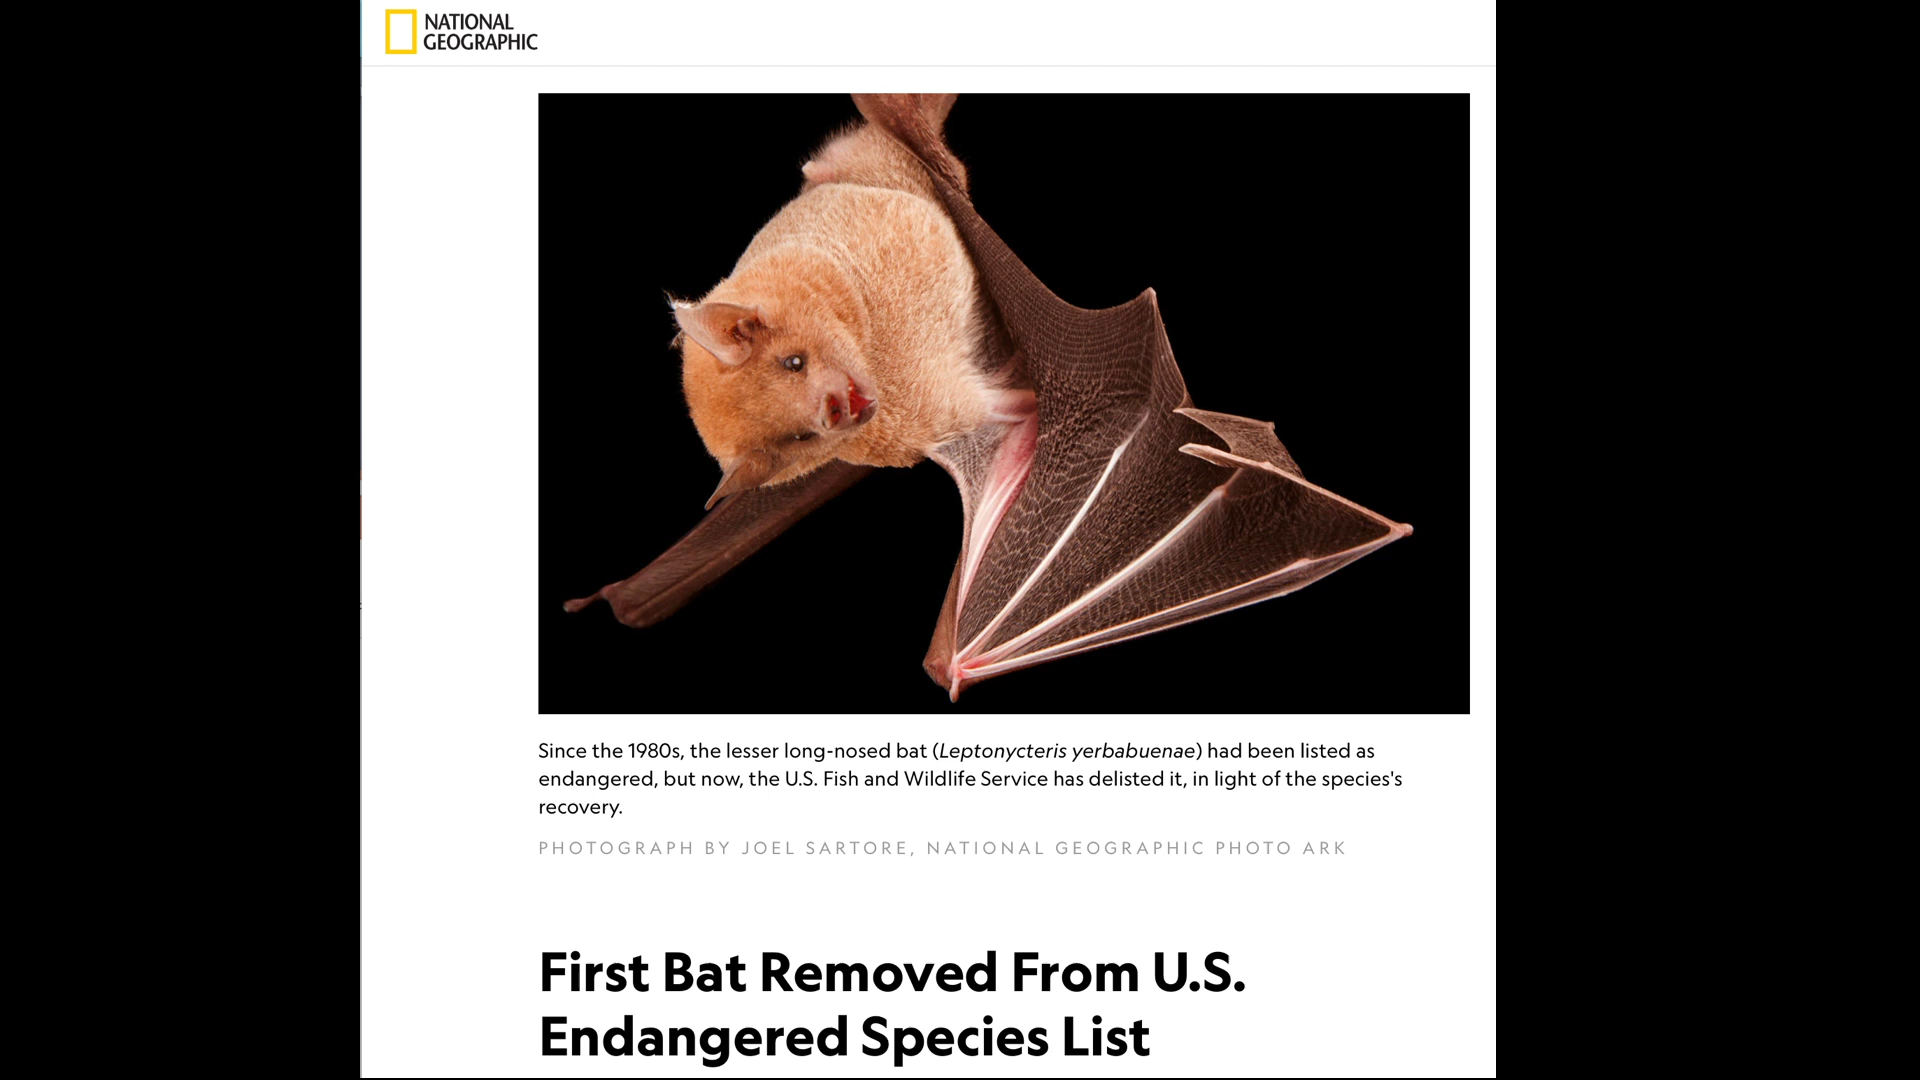 NATIONAL
GEOGRAPHIC
Since the 1980s, the lesser long-nosed bat (Leptonycteris yerbabuenae) had been listed as
endangered, but now, the U.S. Fish and Wildlife Service has delisted it, in light of the species's
recovery.
PHOTOGRAPH BY JOEL SARTORE, NATIONAL GEOGRAPHIC PHOTO ARK
First Bat Removed From U.S.
Endangered Species List